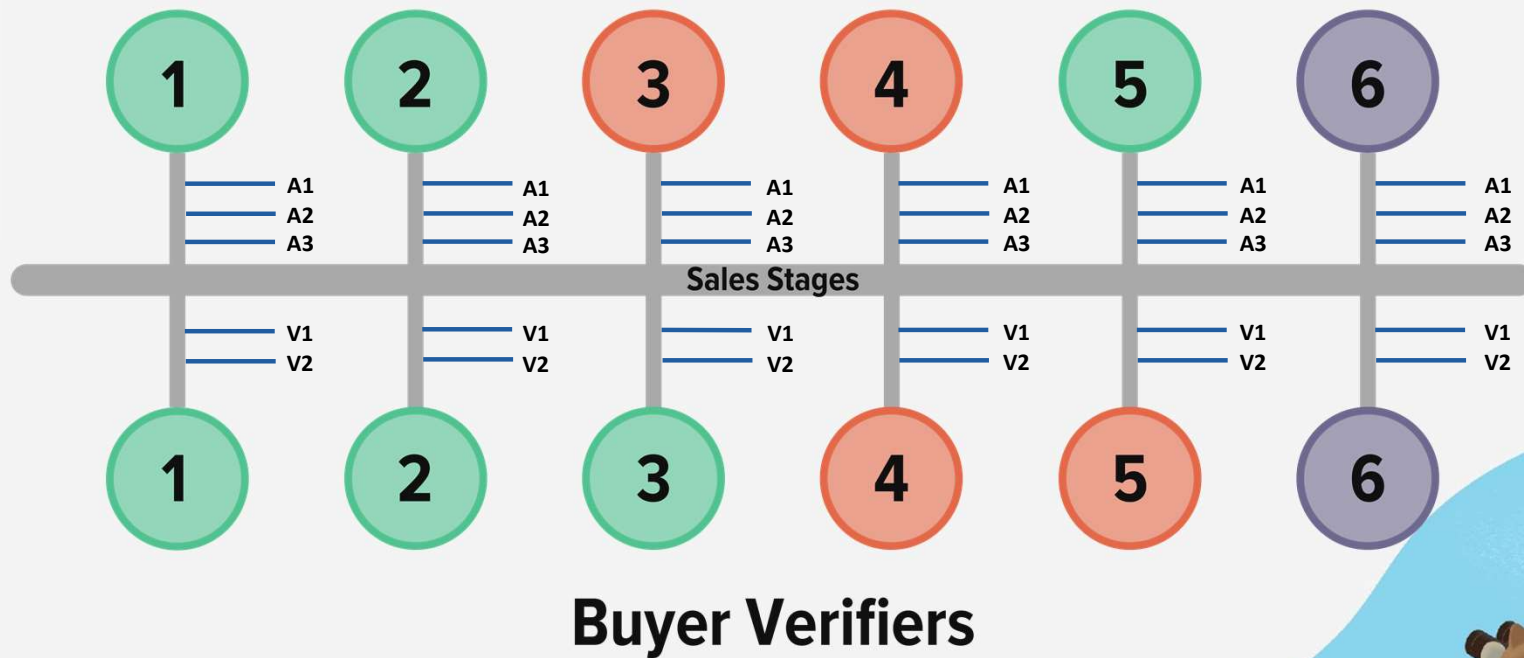 1 2 3 4 5 6
A1 A1 A1 A1 A1 A1
A2 A2 A2 A2 A2 A2
A3 A3 A3 A3 A3 A3
Sales Stages
V1 V1 V1 V1 V1 V1
V2 V2 V2 V2 V2 V2
1 2 3 4 5 6
Buyer Verifiers